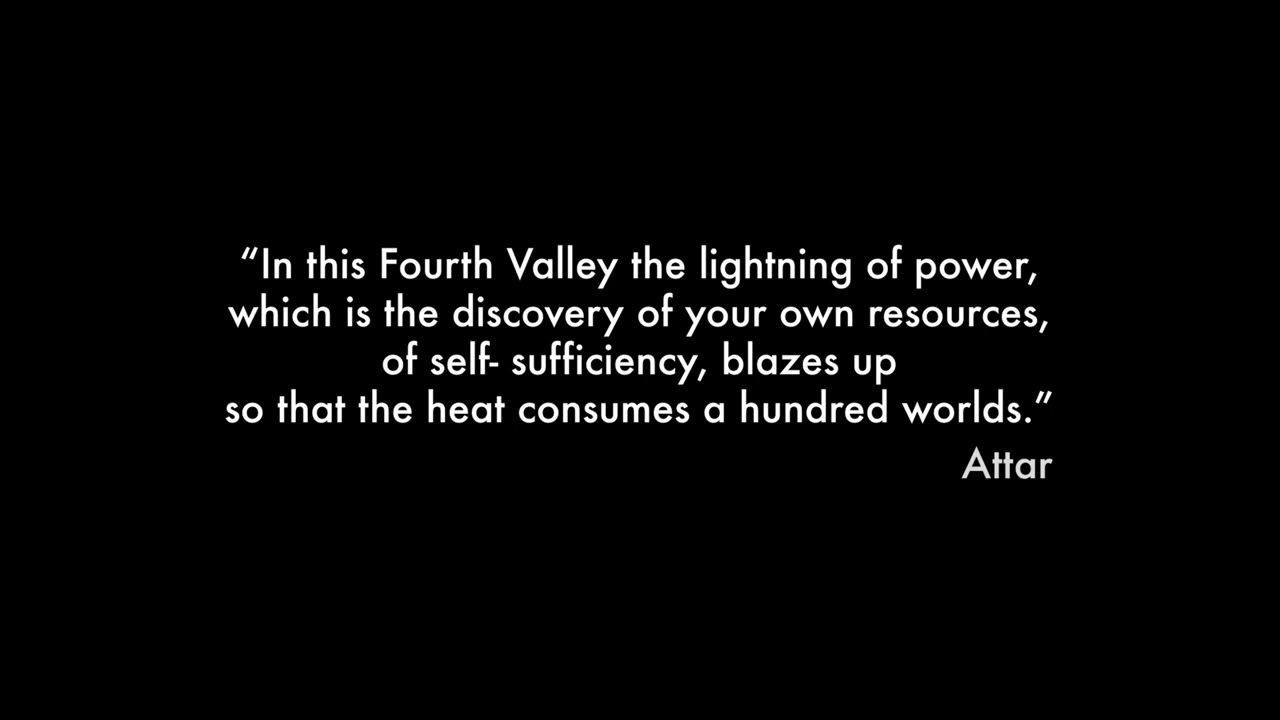 “In this Fourth Valley the lightning of power,
which is the discovery of your own resources,
of self- sufficiency, blazes up
so that the heat consumes a hundred worlds.”
Attar